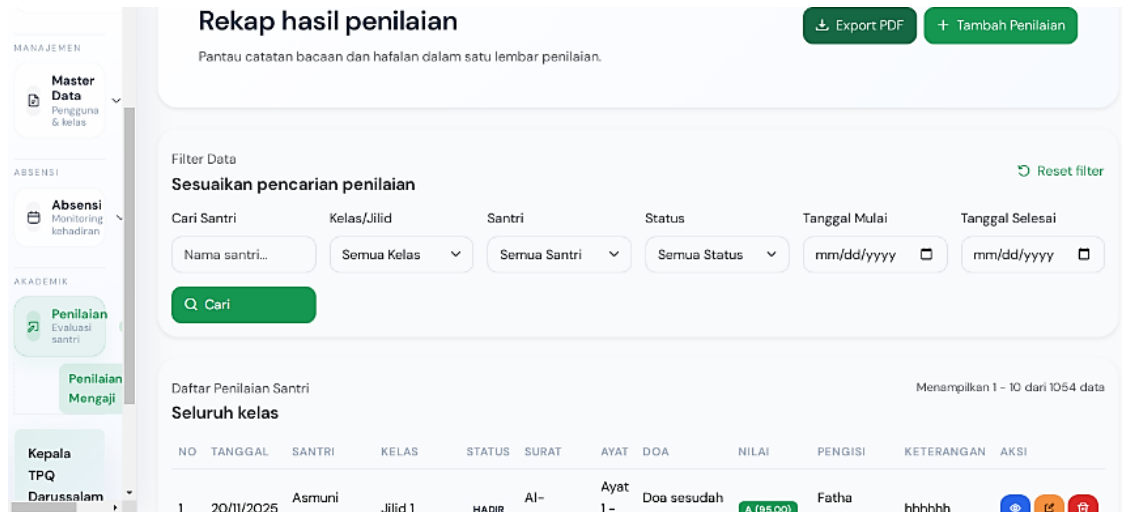 Rekap hasil penilaian
Export PDF
+ Tambah Penilaian
Pantau catatan bacaan dan hafalan dalam satu lembar penilaian.
MANAJEMEN
Master
Data
Pengguna
& kelas
ABSENSI
Absensi
Monitoring
kehadiran
AKADEMIK
Penilaian
Evaluasi
santri
Penilaian
Mengaji
Kepala
TPQ
Darussalam
Filter Data
Reset filter
Sesuaikan pencarian penilaian
Cari Santri Kelas/Jilid Santri Status Tanggal Mulai Tanggal Selesai
Nama santri... Semua Kelas Semua Santri Semua Status mm/dd/yyyy mm/dd/yyyy
Cari
Daftar Penilaian Santri
Menampilkan 1 - 10 dari 1054 data
Seluruh kelas
NO TANGGAL SANTRI KELAS STATUS SURAT AYAT DOA NILAI PENGISI KETERANGAN AKSI
1 20/11/2025 Asmuni Jilid 1 HADIR Al- Ayat 1 - Doa sesudah A (95.00) Fatha hhhhhh